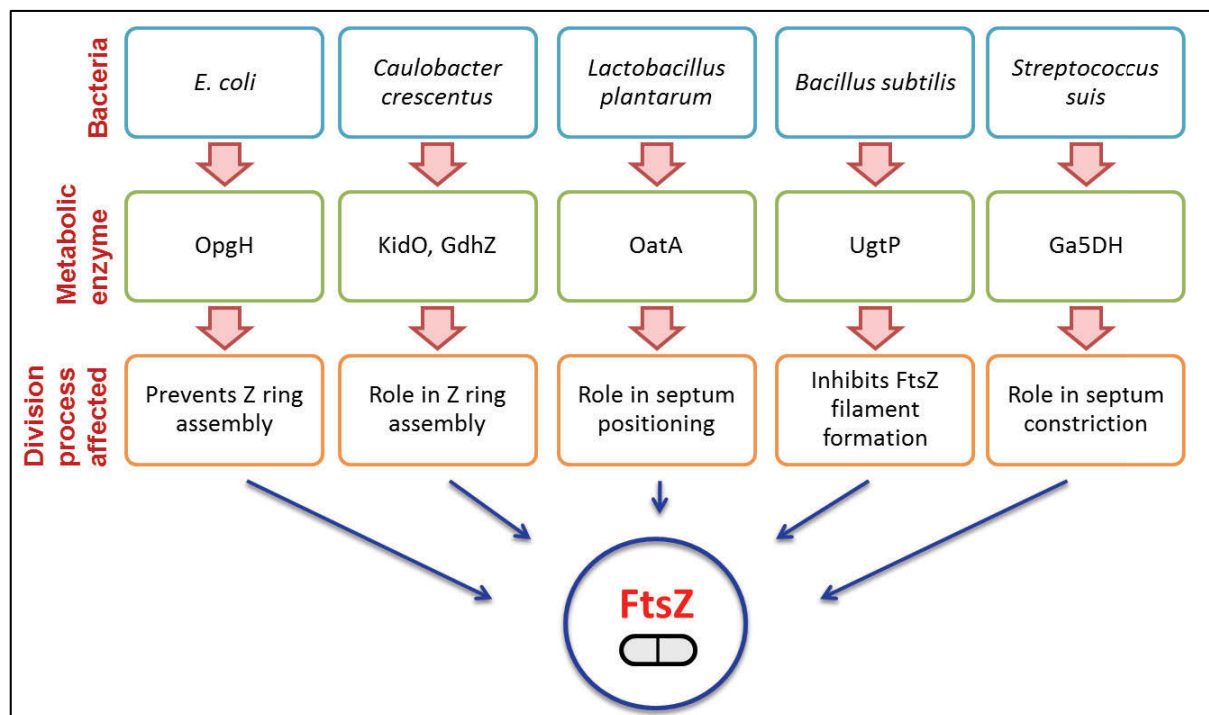 Bacteria
E. coli
Caulobacter
crescentus
Lactobacillus
plantarum
Bacillus subtilis
Streptococcus
suis
Metabolic
enzyme
OpgH
KidO, GdhZ
OatA
UgtP
Ga5DH
Division
process
affected
Prevents Z ring
assembly
Role in Z ring
assembly
Role in septum
positioning
Inhibits FtsZ
filament
formation
Role in septum
constriction
FtsZ